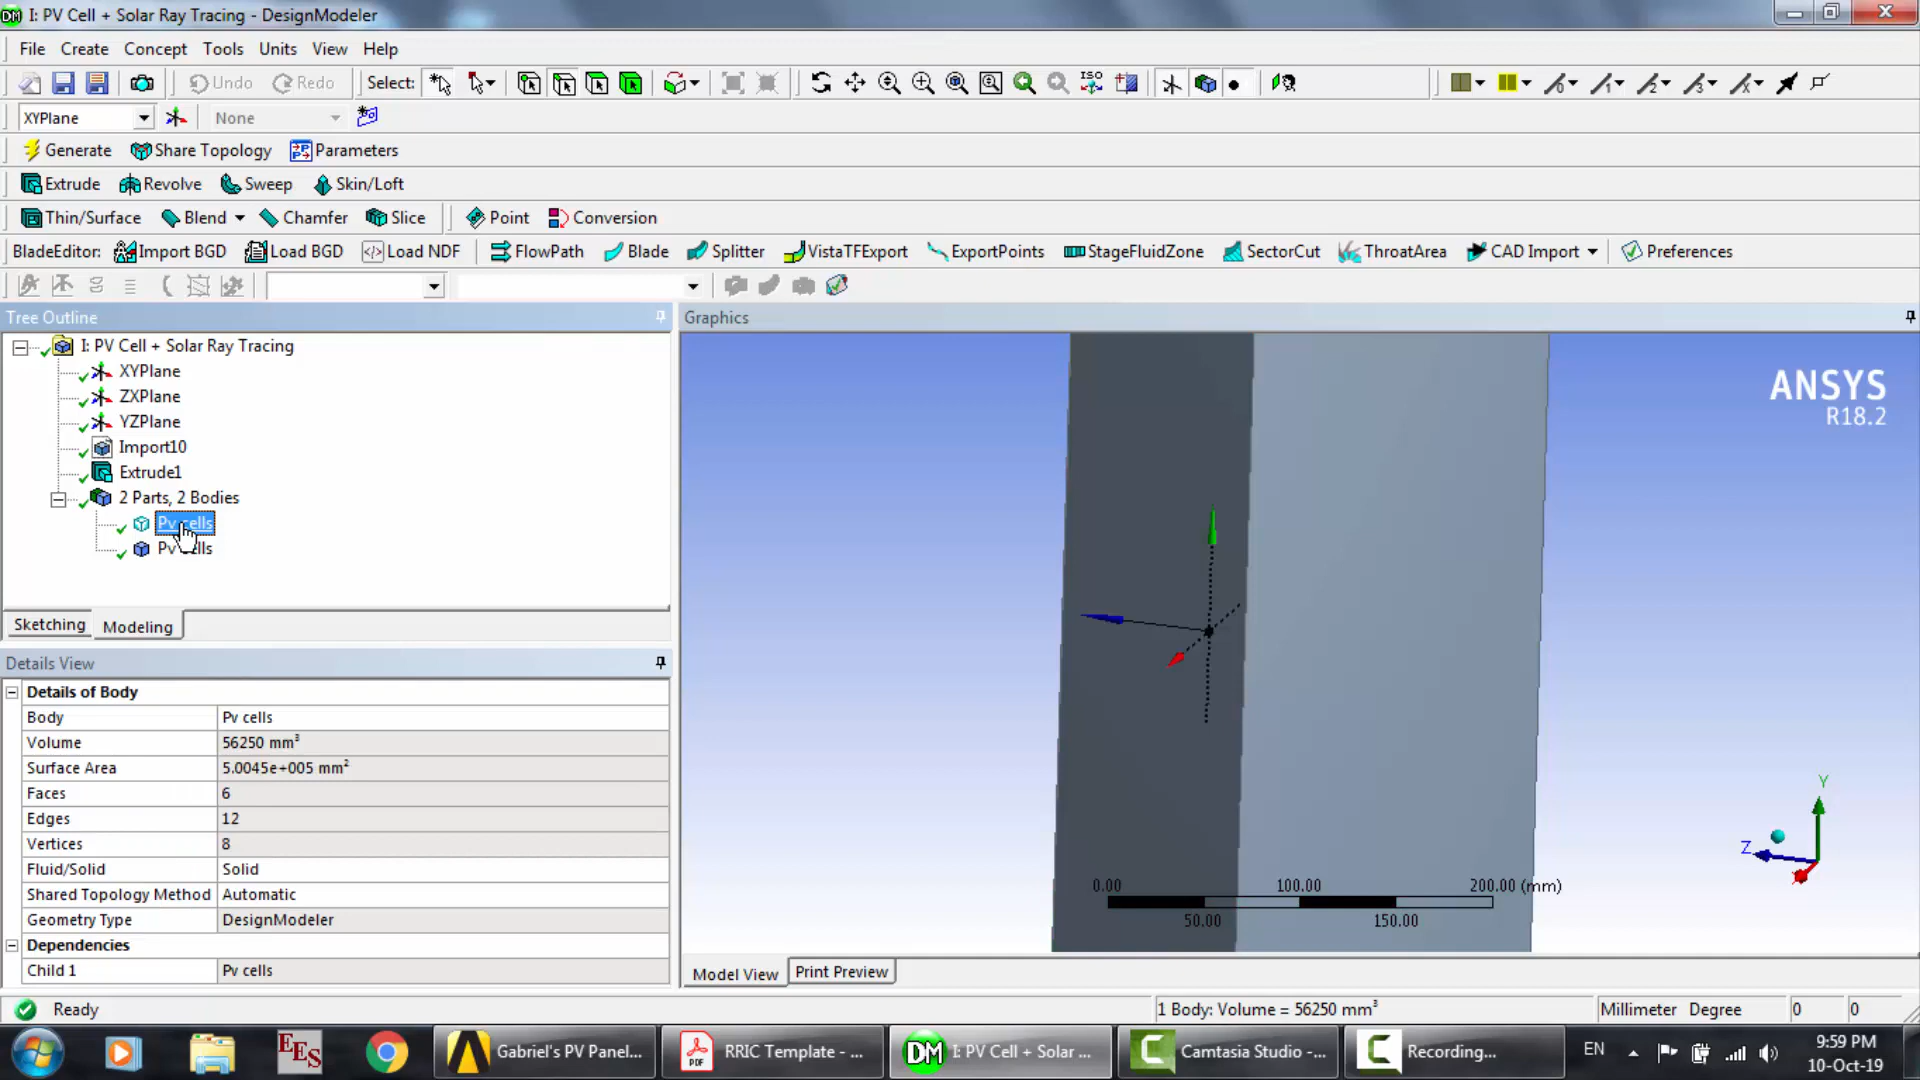 I: PV Cell + Solar Ray Tracing - DesignModeler
File Create Concept Tools Units View Help
Undo Redo Select: ISO
XYPlane None
Generate Share Topology Parameters
Extrude Revolve Sweep Skin/Loft
Thin/Surface Blend Chamfer Slice Point Conversion
BladeEditor: Import BGD Load BGD Load NDF FlowPath Blade Splitter VistaTFExport ExportPoints StageFluidZone SectorCut ThroatArea CAD Import Preferences
Tree Outline
I: PV Cell + Solar Ray Tracing
XYPlane
ZXPlane
YZPlane
Import10
Extrude1
2 Parts, 2 Bodies
Pv cells
Pv cells
Sketching Modeling
Details View
Details of Body
Body Pv cells
Volume 56250 mm³
Surface Area 5.0045e+005 mm²
Faces 6
Edges 12
Vertices 8
Fluid/Solid Solid
Shared Topology Method Automatic
Geometry Type DesignModeler
Dependencies
Child 1 Pv cells
Graphics
ANSYS
R18.2
Y
Z
0.00 100.00 200.00 (mm)
50.00 150.00
Model View Print Preview
Ready 1 Body: Volume = 56250 mm³ Millimeter Degree 0 0
EES Gabriel's PV Panel... PDF RRIC Template - ... DM I: PV Cell + Solar ... Camtasia Studio -... Recording... EN 9:59 PM
10-Oct-19